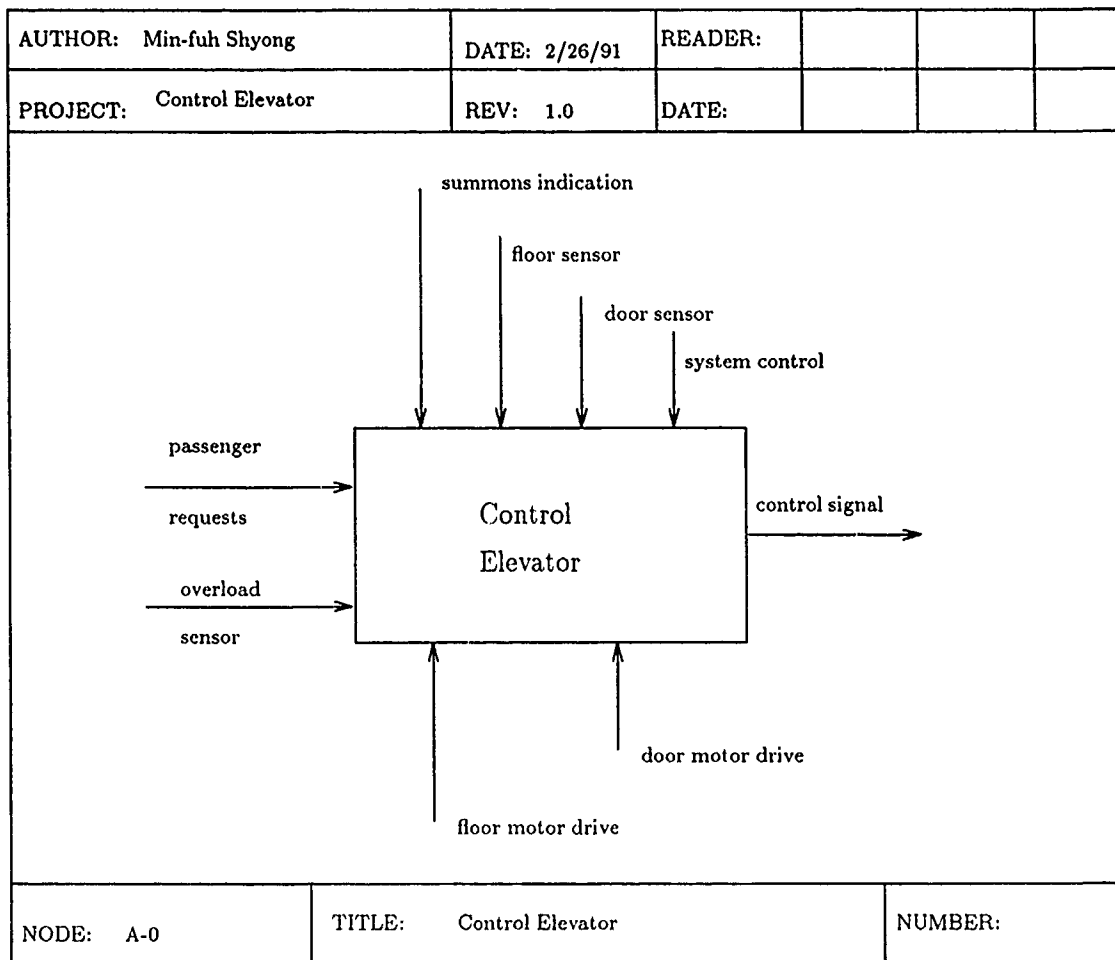 AUTHOR: Min-fuh Shyong
DATE: 2/26/91
READER:
PROJECT: Control Elevator
REV: 1.0
DATE:
summons indication
floor sensor
door sensor
system control
passenger
requests
control signal
Control
Elevator
overload
sensor
door motor drive
floor motor drive
NODE: A-0
TITLE: Control Elevator
NUMBER: